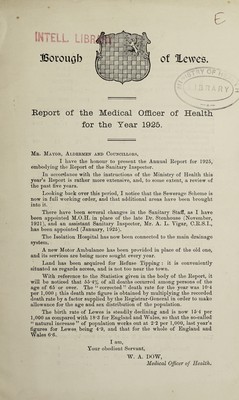 E
INTELL. LIBR
Borough of Lewes.
LIBRARY
Report of the Medical Officer of Health
for the Year 1925.
MR. MAYOR, ALDERMEN AND COUNCILLORS,
I have the honour to present the Annual Report for 1925,
embodying the Report of the Sanitary Inspector.
In accordance with the instructions of the Ministry of Health this
year's Report is rather more extensive, and, to some extent, a review of
the past five years.
Looking back over this period, I notice that the Sewerage Scheme is
now in full working order, and that additional areas have been brought
into it.
There have been several changes in the Sanitary Staff, as I have
been appointed M.O.H. in place of the late Dr. Stenhouse (November,
1921), and an assistant Sanitary Inspector, Mr. A. L. Vigar, C.R.S.I.,
has been appointed (January, 1925).
The Isolation Hospital has now been connected to the main drainage
system.
A new Motor Ambulance has been provided in place of the old one,
and its services are being more sought every year.
Land has been acquired for Refuse Tipping: it is conveniently
situated as regards access, and is not too near the town.
With reference to the Statistics given in the body of the Report, it
will be noticed that 55·4% of all deaths occurred among persons of the
age of 65 or over. The "corrected" death rate for the year was 10·4
per 1,000; this death rate figure is obtained by multiplying the recorded
death rate by a factor supplied by the Registrar-General in order to make
allowance for the age and sex distribution of the population.
The birth rate of Lewes is steadily declining and is now 14·4 per
1,000 as compared with 18·3 for England and Wales, so that the so-called
"natural increase" of population works out at 2·2 per 1,000, last year's
figures for Lewes being 4·9, and that for the whole of England and
Wales 6·6.
I am,
Your obedient Servant,
W. A. DOW,
Medical Officer of Health.